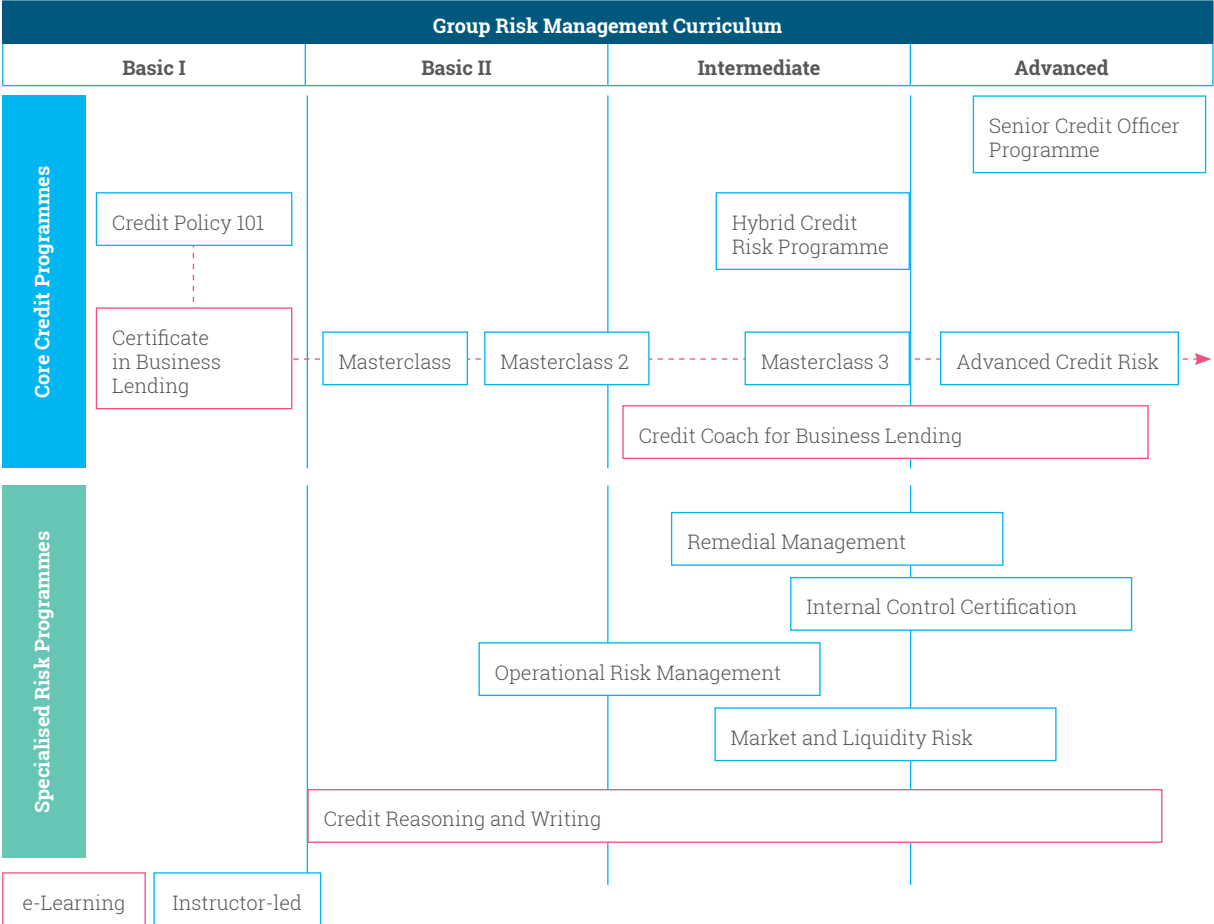 Group Risk Management Curriculum
Basic I
Basic II
Intermediate
Advanced
Core Credit Programmes
Senior Credit Officer
Programme
Credit Policy 101
Hybrid Credit
Risk Programme
Certificate
in Business
Lending
Masterclass
Masterclass 2
Masterclass 3
Advanced Credit Risk
Credit Coach for Business Lending
Specialised Risk Programmes
Remedial Management
Internal Control Certification
Operational Risk Management
Market and Liquidity Risk
Credit Reasoning and Writing
e-Learning
Instructor-led